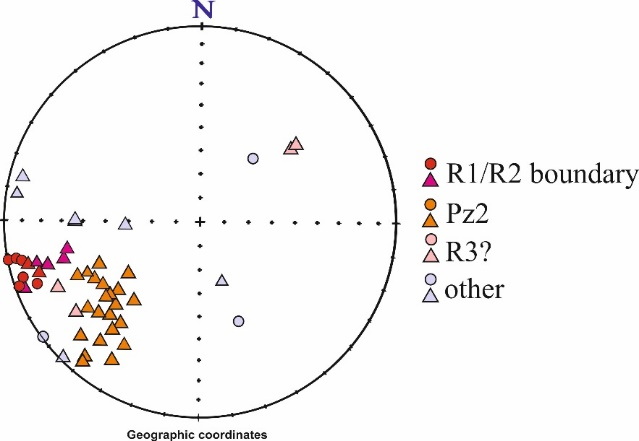 N
R1/R2 boundary
Pz2
R3?
other
Geographic coordinates